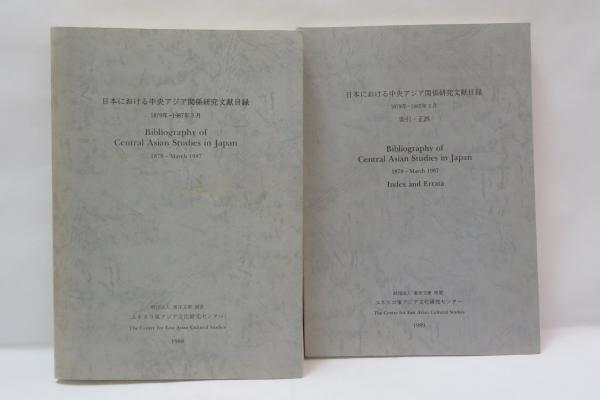 日本における中央アジア関係研究文献目録
1879年-1987年3月
Bibliography of
Central Asian Studies in Japan
1879 - March 1987
財団法人 東洋文庫 附置
ユネスコ東アジア文化研究センター
The Centre for East Asian Cultural Studies
1988
日本における中央アジア関係研究文献目録
1879年-1987年3月
索引・正誤
Bibliography of
Central Asian Studies in Japan
1879 - March 1987
Index and Errata
財団法人 東洋文庫 附置
ユネスコ東アジア文化研究センター
The Centre for East Asian Cultural Studies
1989